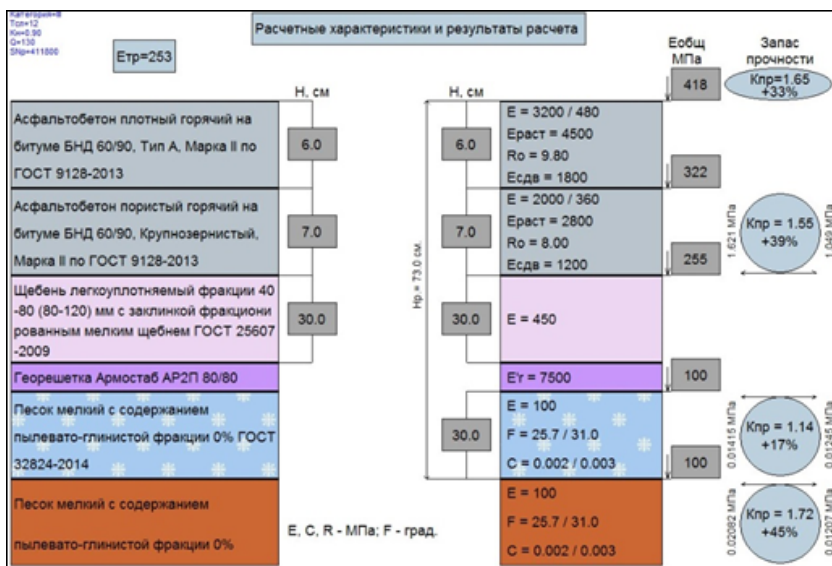 Категория=II
Тсл=12
Кн=0.90
Q=130
SNp=411800
Расчетные характеристики и результаты расчета
Етр=253
Еобщ
МПа
Запас
прочности
418
Кпр=1.65
+33%
Н, см
Н, см
Асфальтобетон плотный горячий на
битуме БНД 60/90, Тип А, Марка II по
ГОСТ 9128-2013
6.0
6.0
Е = 3200 / 480
Ераст = 4500
Ro = 9.80
Есдв = 1800
322
Асфальтобетон пористый горячий на
битуме БНД 60/90, Крупнозернистый,
Марка II по ГОСТ 9128-2013
7.0
7.0
Е = 2000 / 360
Ераст = 2800
Ro = 8.00
Есдв = 1200
255
1.621 МПа
Кпр = 1.55
+39%
1.049 МПа
Нр.= 73.0 см.
Щебень легкоуплотняемый фракции 40
-80 (80-120) мм с заклинкой фракциони
рованным мелким щебнем ГОСТ 25607
-2009
30.0
30.0
Е = 450
Георешетка Армостаб АР2П 80/80
Е'г = 7500
100
Песок мелкий с содержанием
пылевато-глинистой фракции 0% ГОСТ
32824-2014
30.0
Е = 100
F = 25.7 / 31.0
С = 0.002 / 0.003
100
0.01415 МПа
Кпр = 1.14
+17%
0.01245 МПа
Песок мелкий с содержанием
пылевато-глинистой фракции 0%
Е, С, R - МПа; F - град.
Е = 100
F = 25.7 / 31.0
С = 0.002 / 0.003
0.02082 МПа
Кпр = 1.72
+45%
0.01207 МПа